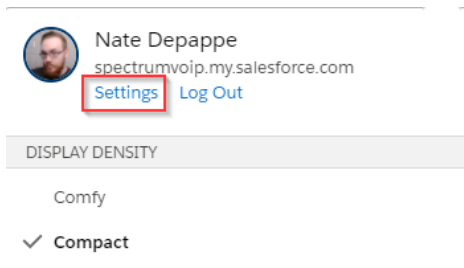 Nate Depappe
spectrumvoip.my.salesforce.com
Settings Log Out
DISPLAY DENSITY
Comfy
Compact